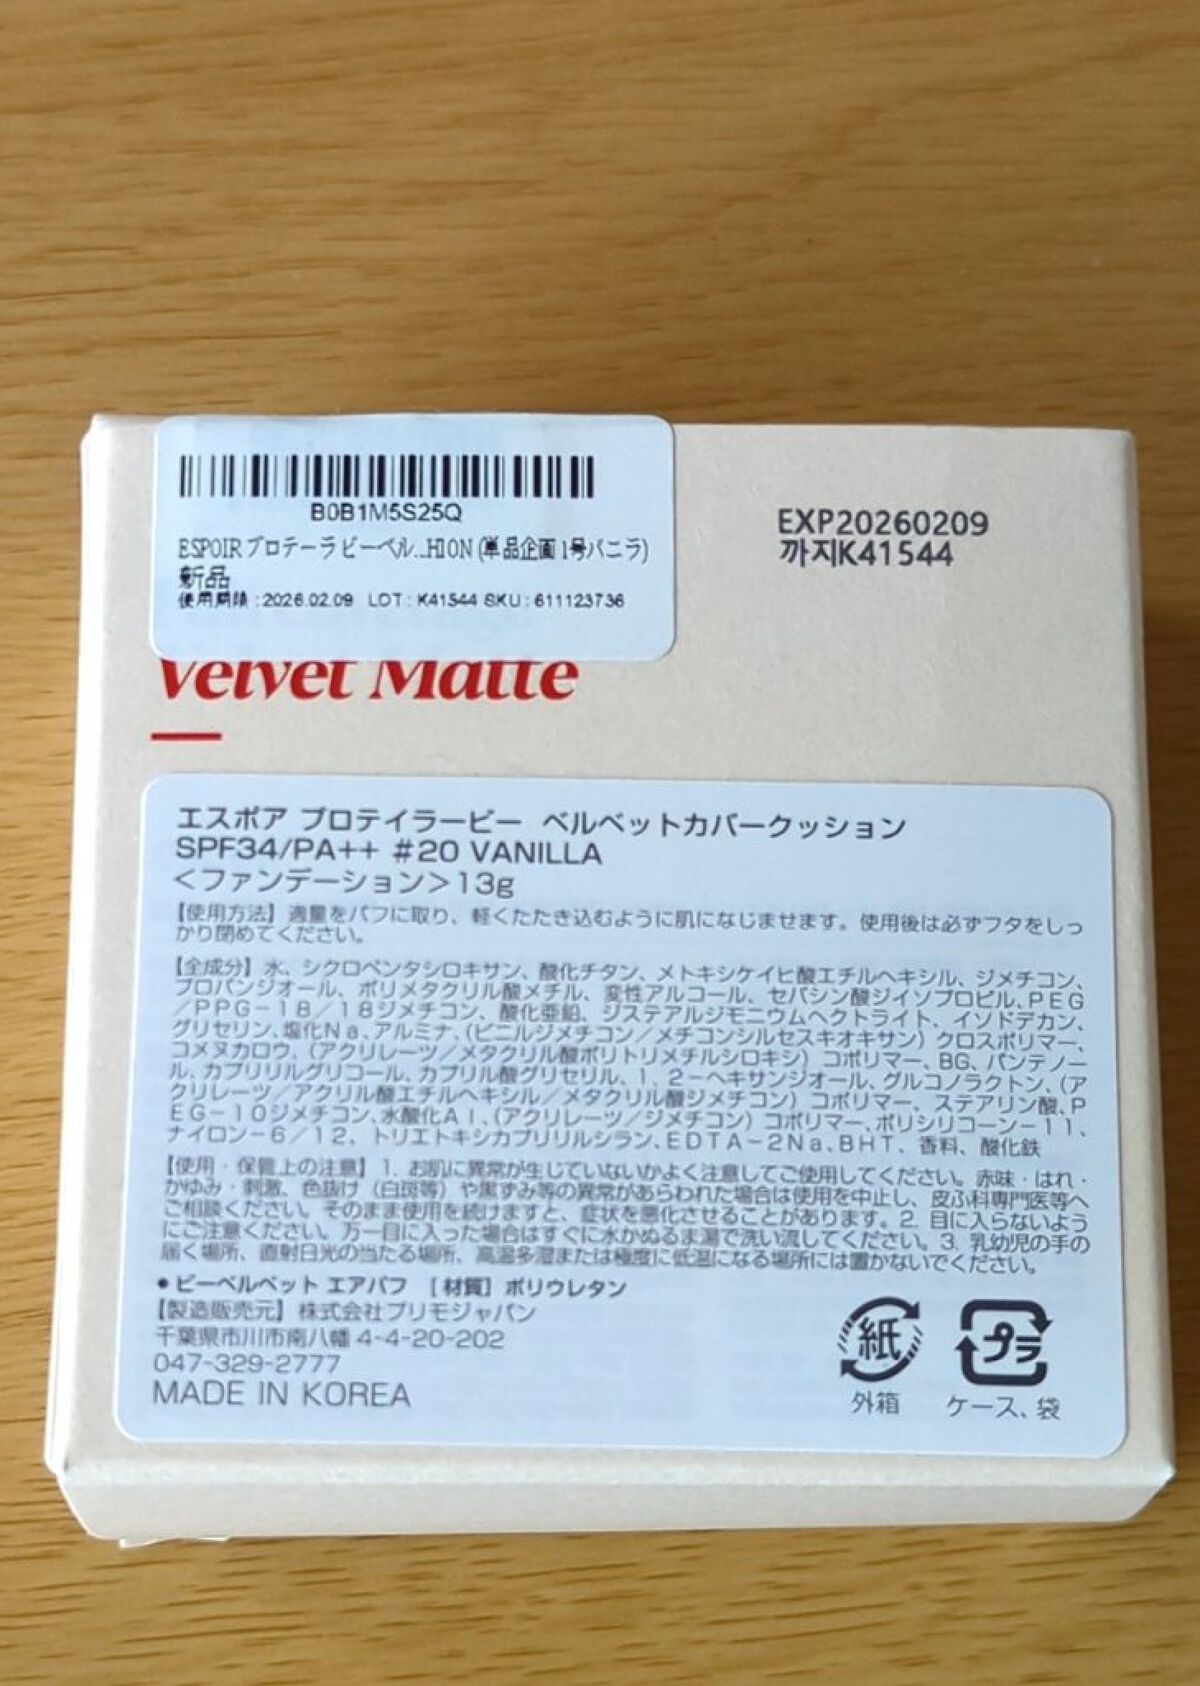 B0B1M5S25Q
ESPOIR プロテーラ ビーベル...HION (単品企画 1号バニラ)
新品
使用期限 : 2026.02.09 LOT : K41544 SKU : 611123736
EXP20260209
까지K41544
Velvet Matte
エスポア プロテイラービー ベルベットカバークッション
SPF34/PA++ #20 VANILLA
＜ファンデーション＞13g
【使用方法】適量をパフに取り、軽くたたき込むように肌になじませます。使用後は必ずフタをしっ
かり閉めてください。
【全成分】水、シクロペンタシロキサン、酸化チタン、メトキシケイヒ酸エチルヘキシル、ジメチコン、
プロパンジオール、ポリメタクリル酸メチル、変性アルコール、セバシン酸ジイソプロピル、PEG
／PPG－18／18ジメチコン、酸化亜鉛、ジステアルジモニウムヘクトライト、イソドデカン、
グリセリン、塩化Na、アルミナ、（ビニルジメチコン／メチコンシルセスキオキサン）クロスポリマー、
コメヌカロウ、（アクリレーツ／メタクリル酸ポリトリメチルシロキシ）コポリマー、BG、パンテノー
ル、カプリリルグリコール、カプリル酸グリセリル、1，2－ヘキサンジオール、グルコノラクトン、（ア
クリレーツ／アクリル酸エチルヘキシル／メタクリル酸ジメチコン）コポリマー、ステアリン酸、P
EG－10ジメチコン、水酸化Al、（アクリレーツ／ジメチコン）コポリマー、ポリシリコーン－11、
ナイロン－6／12、トリエトキシカプリリルシラン、EDTA－2Na、BHT、香料、酸化鉄
【使用・保管上の注意】1. お肌に異常が生じていないかよく注意してご使用してください。赤味・はれ・
かゆみ・刺激、色抜け（白斑等）や黒ずみ等の異常があらわれた場合は使用を中止し、皮ふ科専門医等へ
ご相談ください。そのまま使用を続けますと、症状を悪化させることがあります。2. 目に入らないよう
にご注意ください。万一目に入った場合はすぐに水かぬるま湯で洗い流してください。3. 乳幼児の手の
届く場所、直射日光の当たる場所、高温多湿または極度に低温になる場所には置かないでください。
●ビーベルベット エアパフ ［材質］ポリウレタン
【製造販売元】株式会社プリモジャパン
千葉県市川市南八幡 4-4-20-202
047-329-2777
MADE IN KOREA
紙
外箱
プラ
ケース、袋